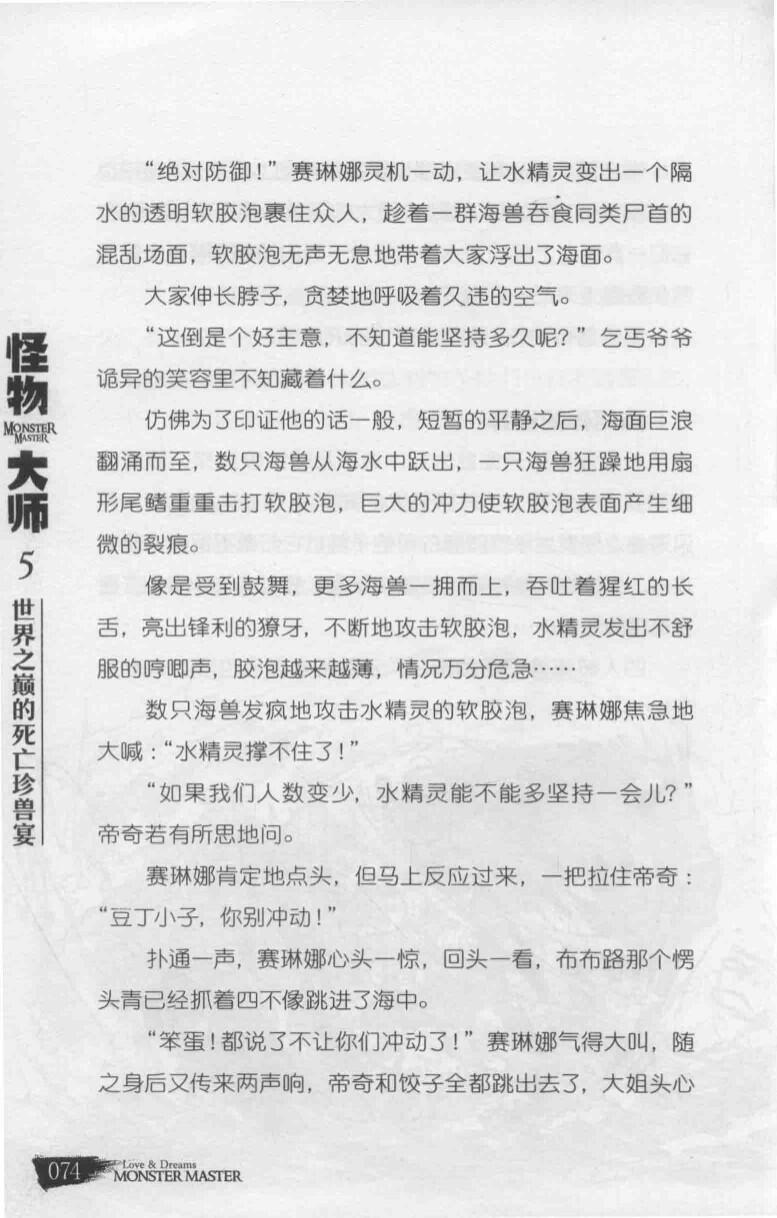 “绝对防御！”赛琳娜灵机一动，让水精灵变出一个隔
水的透明软胶泡裹住众人，趁着一群海兽吞食同类尸首的
混乱场面，软胶泡无声无息地带着大家浮出了海面。
大家伸长脖子，贪婪地呼吸着久违的空气。
“这倒是个好主意，不知道能坚持多久呢？”乞丐爷爷
诡异的笑容里不知藏着什么。
仿佛为了印证他的话一般，短暂的平静之后，海面巨浪
翻涌而至，数只海兽从海水中跃出，一只海兽狂躁地用扇
形尾鳍重重击打软胶泡，巨大的冲力使软胶泡表面产生细
微的裂痕。
像是受到鼓舞，更多海兽一拥而上，吞吐着猩红的长
舌，亮出锋利的獠牙，不断地攻击软胶泡，水精灵发出不舒
服的哼唧声，胶泡越来越薄，情况万分危急……
数只海兽发疯地攻击水精灵的软胶泡，赛琳娜焦急地
大喊：“水精灵撑不住了！”
“如果我们人数变少，水精灵能不能多坚持一会儿？”
帝奇若有所思地问。
赛琳娜肯定地点头，但马上反应过来，一把拉住帝奇：
“豆丁小子，你别冲动！”
扑通一声，赛琳娜心头一惊，回头一看，布布路那个愣
头青已经抓着四不像跳进了海中。
“笨蛋！都说了不让你们冲动了！”赛琳娜气得大叫，随
之身后又传来两声响，帝奇和饺子全都跳出去了，大姐头心
怪物
MONSTER
MASTER
大师
5
世界之巅的死亡珍兽宴
074
Love & Dreams
MONSTER MASTER